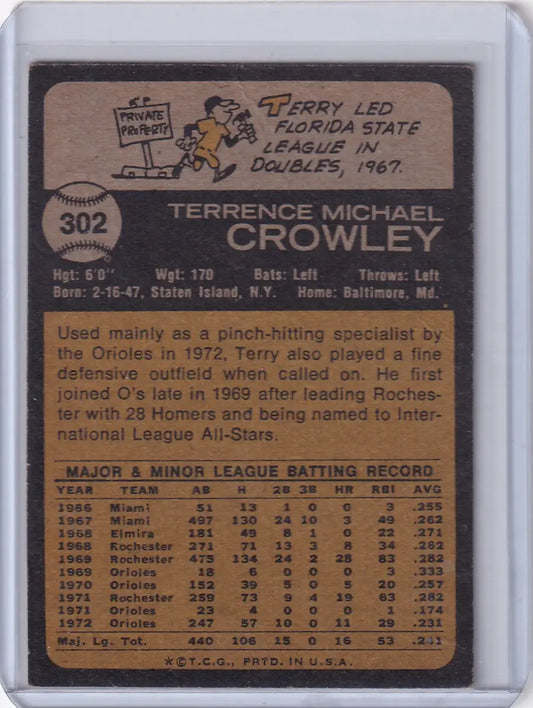 PRIVATE
PROPERTY
TERRY LED
FLORIDA STATE
LEAGUE IN
DOUBLES, 1967.
302
TERRENCE MICHAEL
CROWLEY
Hgt: 6'0" Wgt: 170 Bats: Left Throws: Left
Born: 2-16-47, Staten Island, N.Y. Home: Baltimore, Md.
Used mainly as a pinch-hitting specialist by
the Orioles in 1972, Terry also played a fine
defensive outfield when called on. He first
joined O's late in 1969 after leading Roches-
ter with 28 Homers and being named to Inter-
national League All-Stars.
MAJOR & MINOR LEAGUE BATTING RECORD
YEAR TEAM AB H 2B 3B HR RBI AVG
1966 Miami 51 13 1 0 0 3 .255
1967 Miami 497 130 24 10 3 49 .262
1968 Elmira 181 49 8 1 0 22 .271
1968 Rochester 271 71 13 3 8 34 .262
1969 Rochester 475 134 24 2 28 83 .282
1969 Orioles 18 6 0 0 0 3 .333
1970 Orioles 152 39 5 0 5 20 .257
1971 Rochester 259 73 9 4 19 63 .282
1971 Orioles 23 4 0 0 0 1 .174
1972 Orioles 247 57 10 0 11 29 .231
Maj. Lg. Tot. 440 106 15 0 16 53 .241
*©T.C.G., PRTD. IN U.S.A.